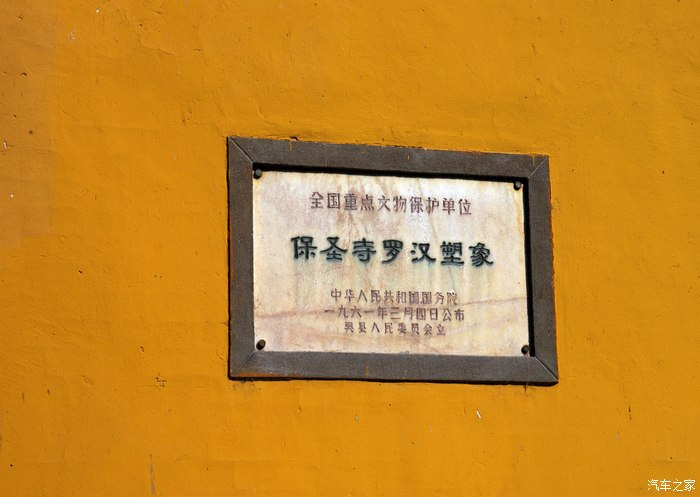 全国重点文物保护单位
保圣寺罗汉塑象
中华人民共和国国务院
一九六一年三月四日公布
吴县人民委员会立
汽车之家